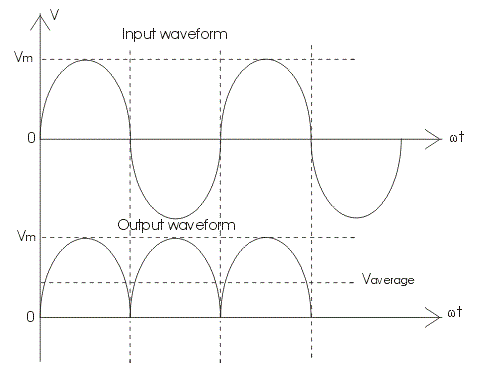 V
Input waveform
Vm
0
ωt
Output waveform
Vm
Vaverage
0
ωt